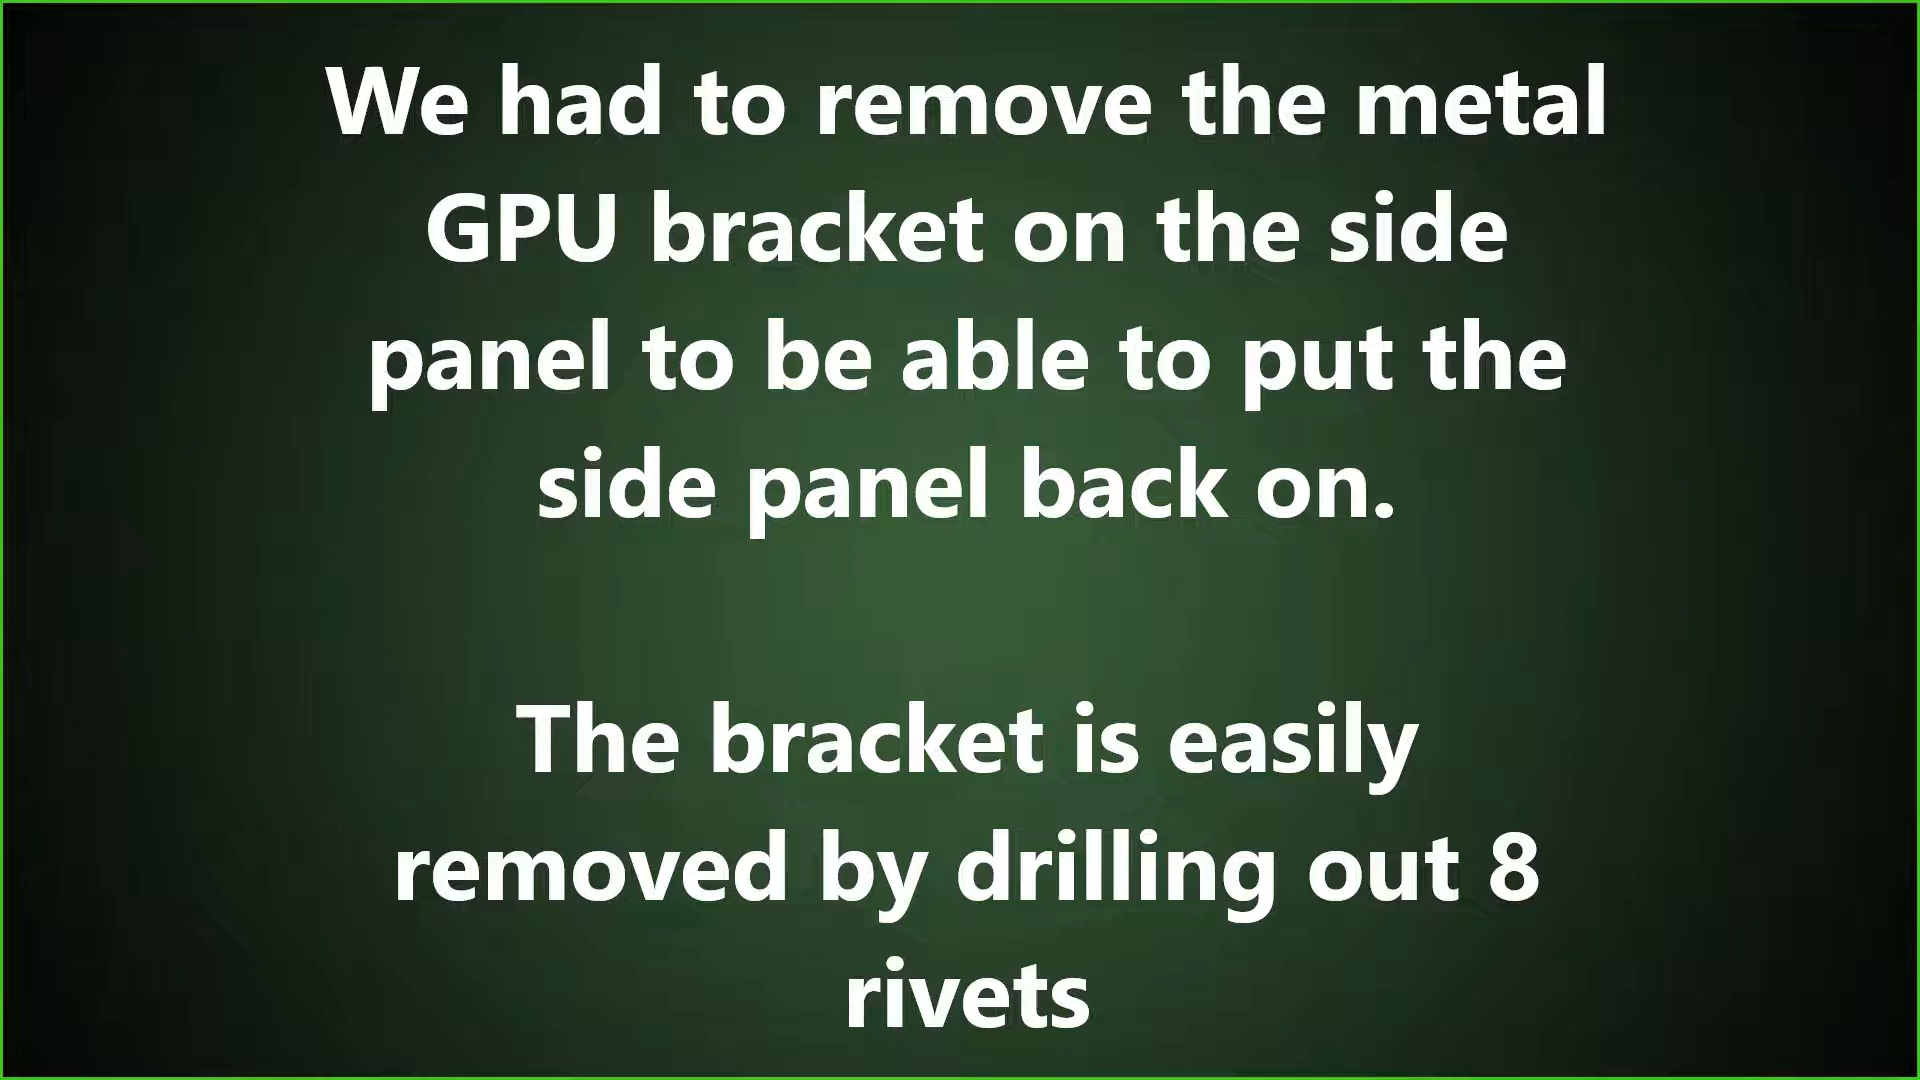 We had to remove the metal
GPU bracket on the side
panel to be able to put the
side panel back on.
The bracket is easily
removed by drilling out 8
rivets